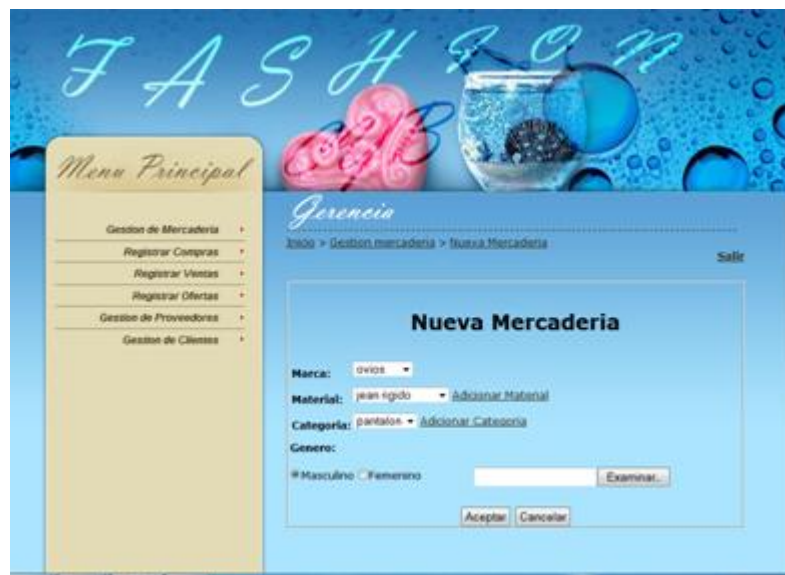 FASHION
CyB
Menu Principal
Gestion de Mercaderia
Registrar Compras
Registrar Ventas
Registrar Ofertas
Gestion de Proveedores
Gestion de Clientes
Gerencia
Inicio > Gestion mercaderia > Nueva Mercaderia
Salir
Nueva Mercaderia
Marca: ovios
Material: jean rigido Adicionar Material
Categoria: pantalon Adicionar Categoria
Genero:
Masculino Femenino Examinar..
Aceptar Cancelar